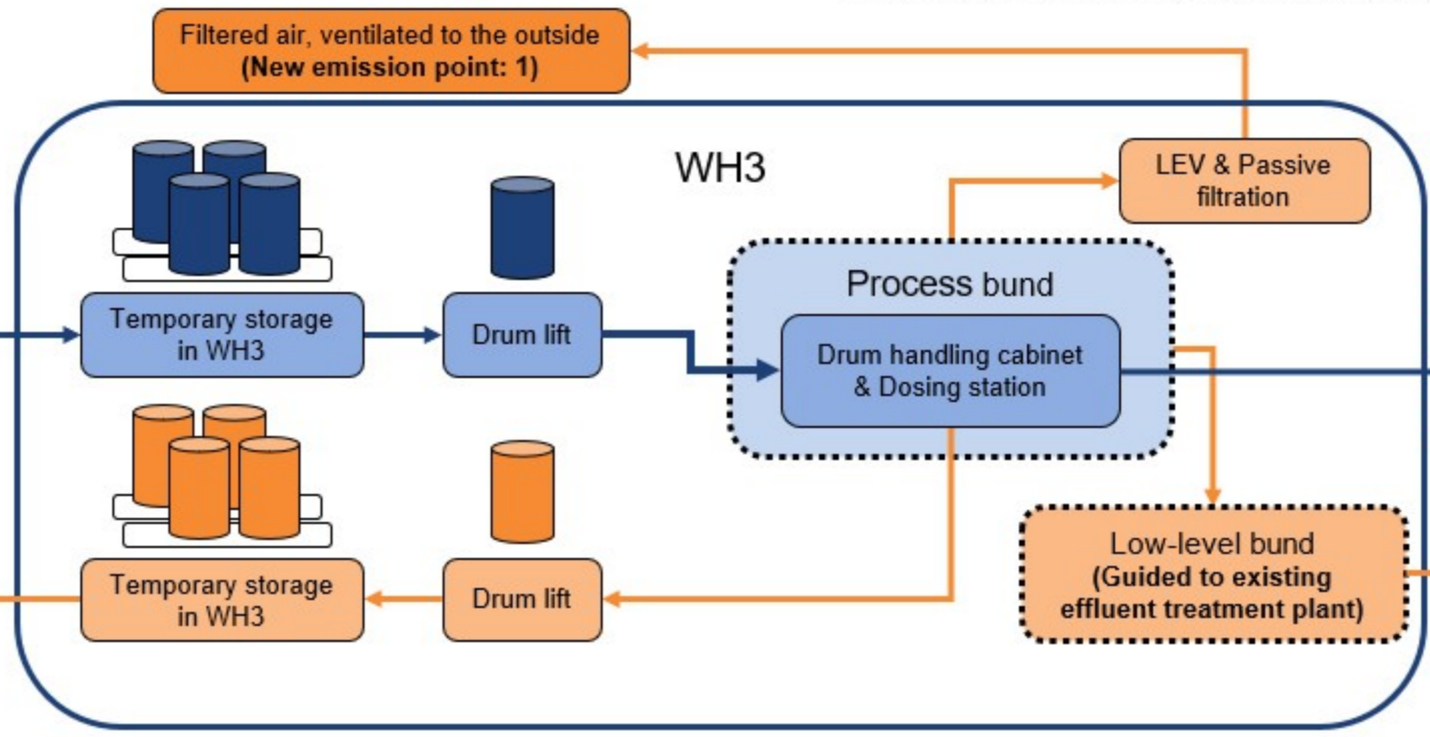 Filtered air, ventilated to the outside
(New emission point: 1)
WH3
LEV & Passive
filtration
Process bund
Temporary storage
in WH3
Drum lift
Drum handling cabinet
& Dosing station
Low-level bund
(Guided to existing
effluent treatment plant)
Temporary storage
in WH3
Drum lift